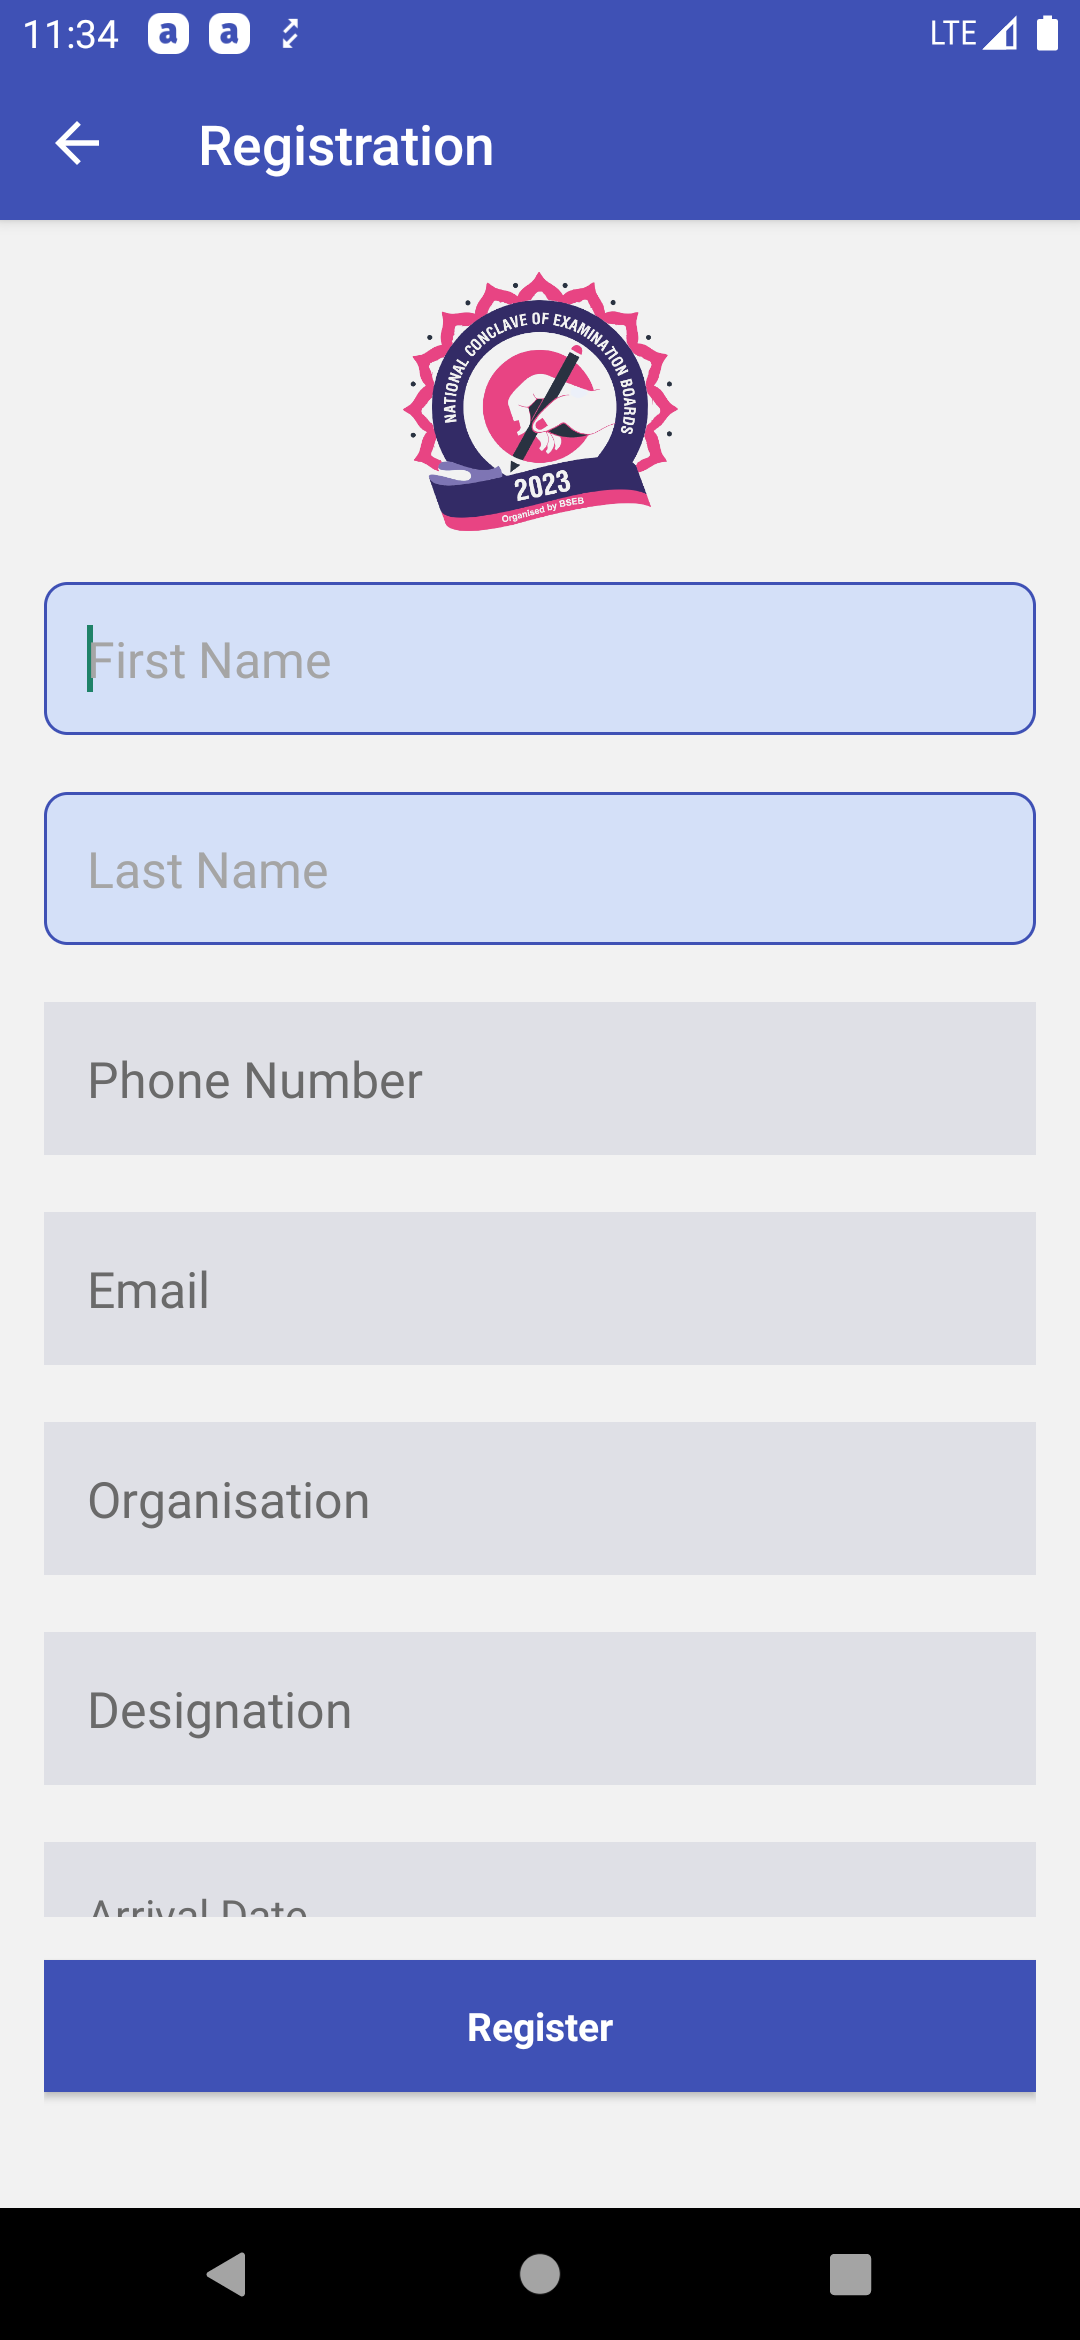 11:34
LTE
Registration
NATIONAL CONCLAVE OF EXAMINATION BOARDS
2023
Organised by BSEB
First Name
Last Name
Phone Number
Email
Organisation
Designation
Arrival Date
Register